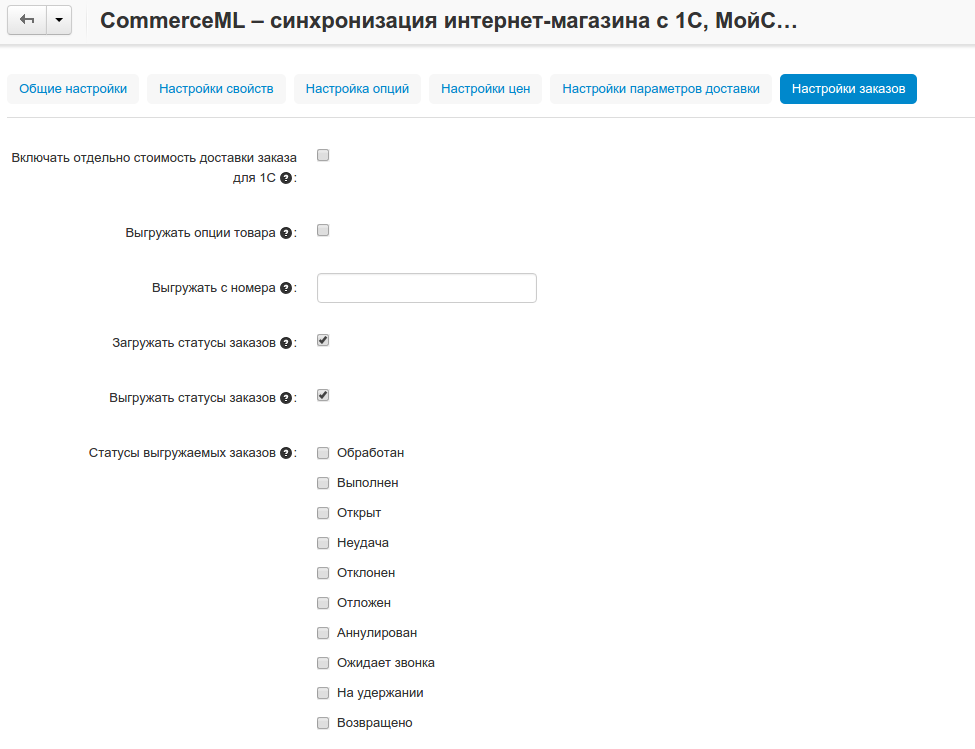 CommerceML – синхронизация интернет-магазина с 1С, МойС…
Общие настройки Настройки свойств Настройка опций Настройки цен Настройки параметров доставки Настройки заказов
Включать отдельно стоимость доставки заказа
для 1С ?:
Выгружать опции товара ?:
Выгружать с номера ?:
Загружать статусы заказов ?:
Выгружать статусы заказов ?:
Статусы выгружаемых заказов ?: Обработан
Выполнен
Открыт
Неудача
Отклонен
Отложен
Аннулирован
Ожидает звонка
На удержании
Возвращено